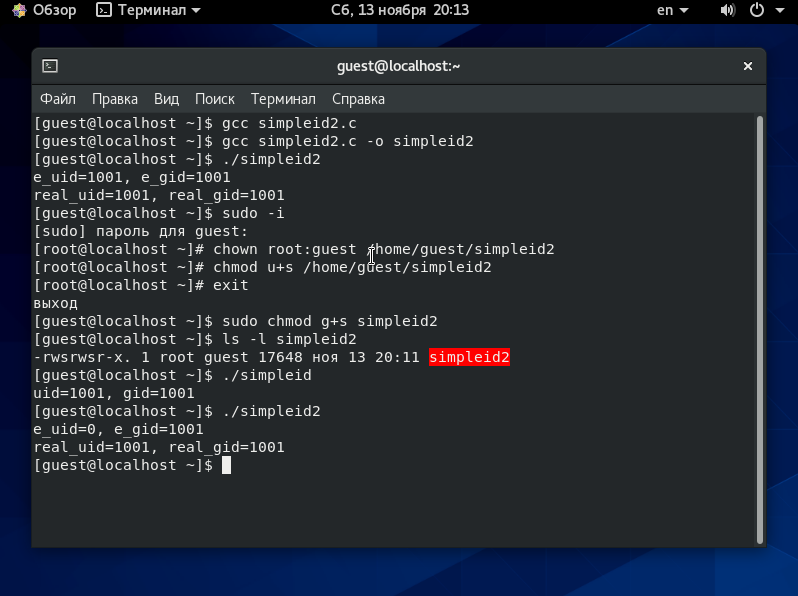 Обзор Терминал Сб, 13 ноября 20:13 en
guest@localhost:~
Файл Правка Вид Поиск Терминал Справка
[guest@localhost ~]$ gcc simpleid2.c
[guest@localhost ~]$ gcc simpleid2.c -o simpleid2
[guest@localhost ~]$ ./simpleid2
e_uid=1001, e_gid=1001
real_uid=1001, real_gid=1001
[guest@localhost ~]$ sudo -i
[sudo] пароль для guest:
[root@localhost ~]# chown root:guest /home/guest/simpleid2
[root@localhost ~]# chmod u+s /home/guest/simpleid2
[root@localhost ~]# exit
выход
[guest@localhost ~]$ sudo chmod g+s simpleid2
[guest@localhost ~]$ ls -l simpleid2
-rwsrwsr-x. 1 root guest 17648 ноя 13 20:11 simpleid2
[guest@localhost ~]$ ./simpleid
uid=1001, gid=1001
[guest@localhost ~]$ ./simpleid2
e_uid=0, e_gid=1001
real_uid=1001, real_gid=1001
[guest@localhost ~]$